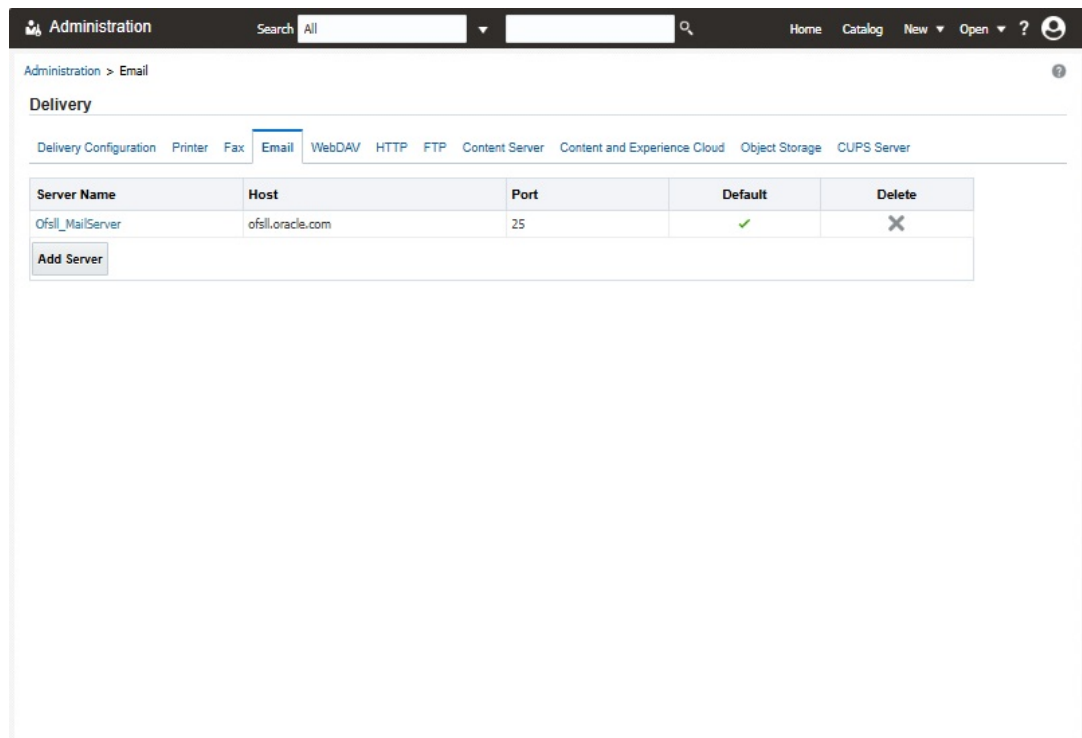 Administration Search All Home Catalog New Open ?
Administration > Email ?
Delivery
Delivery Configuration Printer Fax Email WebDAV HTTP FTP Content Server Content and Experience Cloud Object Storage CUPS Server
Server Name Host Port Default Delete
Ofsll_MailServer ofsll.oracle.com 25
Add Server